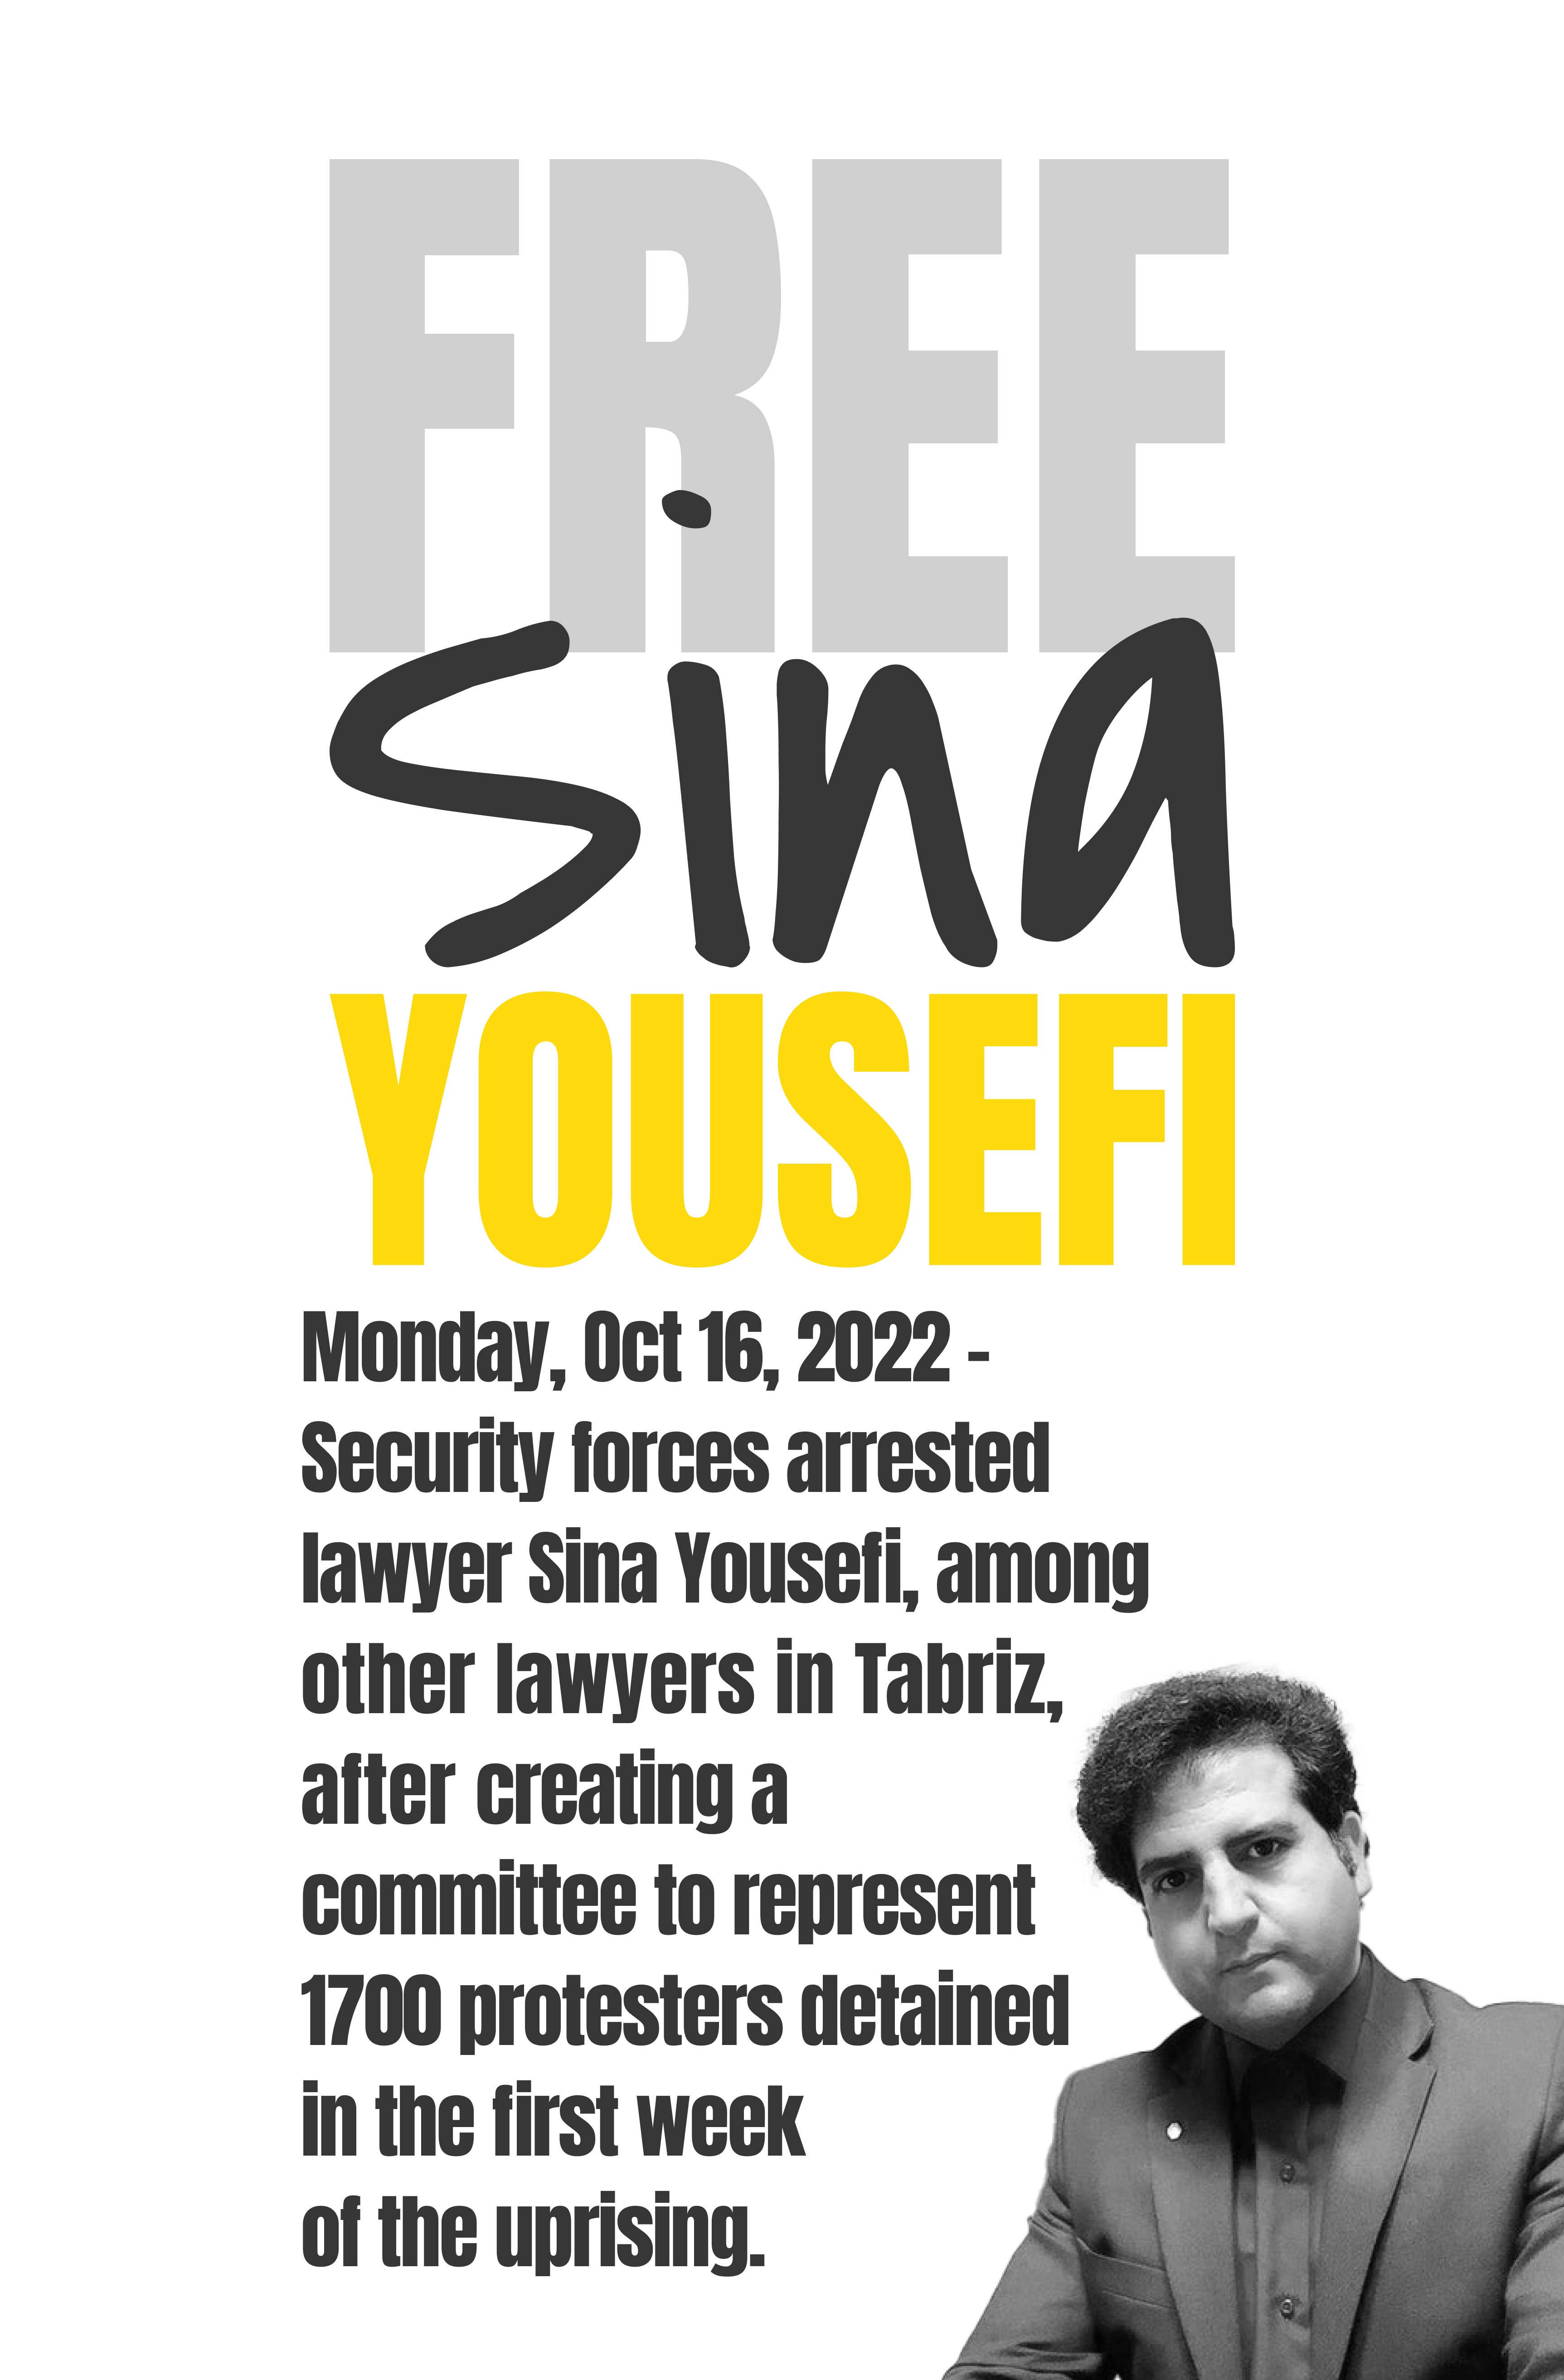 FREE
Sina
YOUSEFI
Monday, Oct 16, 2022 -
Security forces arrested
lawyer Sina Yousefi, among
other lawyers in Tabriz,
after creating a
committee to represent
1700 protesters detained
in the first week
of the uprising.